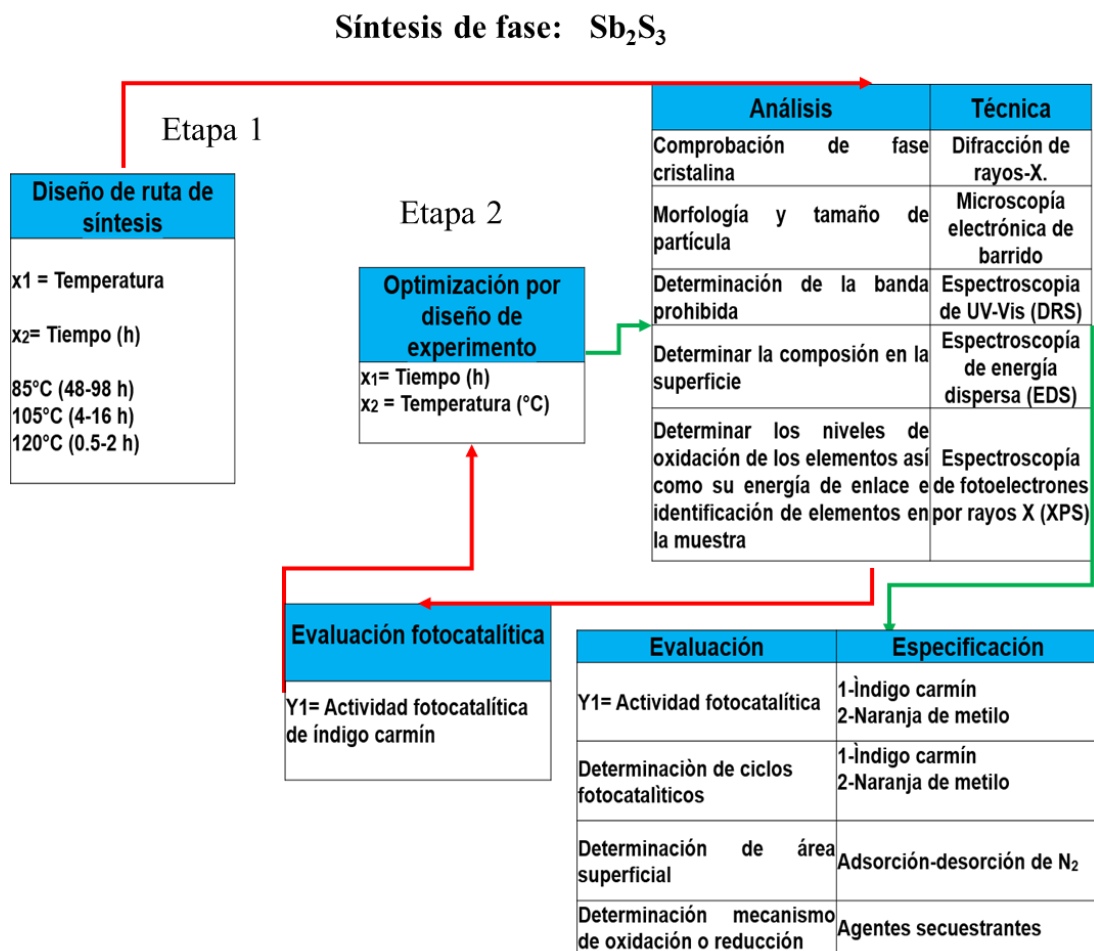 Síntesis de fase: Sb₂S₃
Etapa 1
Diseño de ruta de
síntesis
x1 = Temperatura
x2= Tiempo (h)
85°C (48-98 h)
105°C (4-16 h)
120°C (0.5-2 h)
Etapa 2
Optimización por
diseño de
experimento
x1= Tiempo (h)
x2 = Temperatura (°C)
Análisis
Técnica
Comprobación de fase
cristalina
Difracción de
rayos-X.
Morfología y tamaño de
partícula
Microscopía
electrónica de
barrido
Determinación de la banda
prohibida
Espectroscopia
de UV-Vis (DRS)
Determinar la composión en la
superficie
Espectroscopía
de energía
dispersa (EDS)
Determinar los niveles de
oxidación de los elementos así
como su energía de enlace e
identificación de elementos en
la muestra
Espectroscopía
de fotoelectrones
por rayos X (XPS)
Evaluación fotocatalítica
Y1= Actividad fotocatalítica
de índigo carmín
Evaluación
Especificación
Y1= Actividad fotocatalítica
1-Ìndigo carmín
2-Naranja de metilo
Determinaciòn de ciclos
fotocatalìticos
1-Ìndigo carmín
2-Naranja de metilo
Determinación de área
superficial
Adsorción-desorción de N₂
Determinación mecanismo
de oxidación o reducción
Agentes secuestrantes